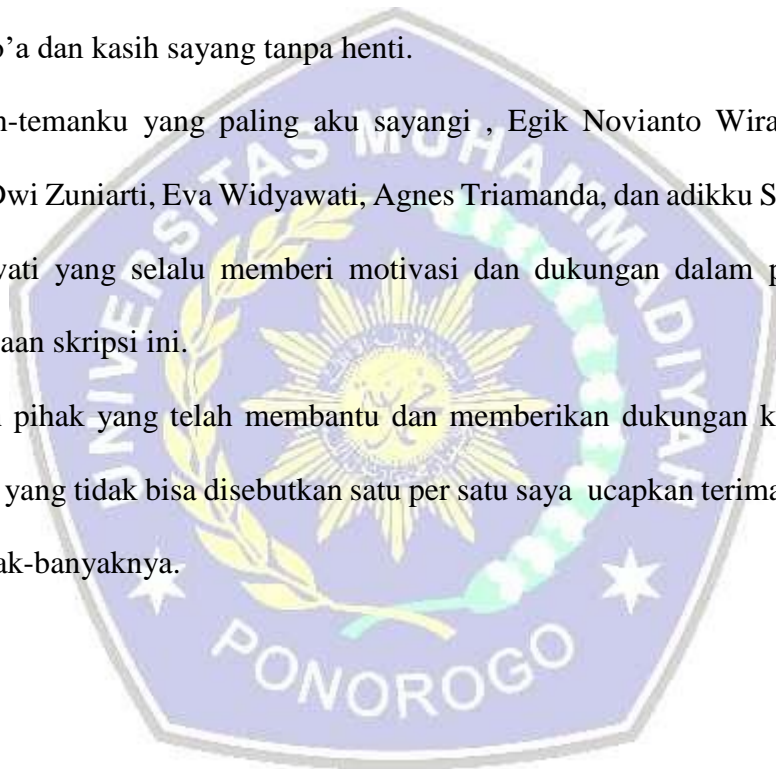 o’a dan kasih sayang tanpa henti.
n-temanku yang paling aku sayangi , Egik Novianto Wira
Dwi Zuniarti, Eva Widyawati, Agnes Triamanda, dan adikku S
yati yang selalu memberi motivasi dan dukungan dalam p
aan skripsi ini.
pihak yang telah membantu dan memberikan dukungan k
yang tidak bisa disebutkan satu per satu saya ucapkan terima
ak-banyaknya.
UNIVERSITAS MUHAMMADIYAH
PONOROGO